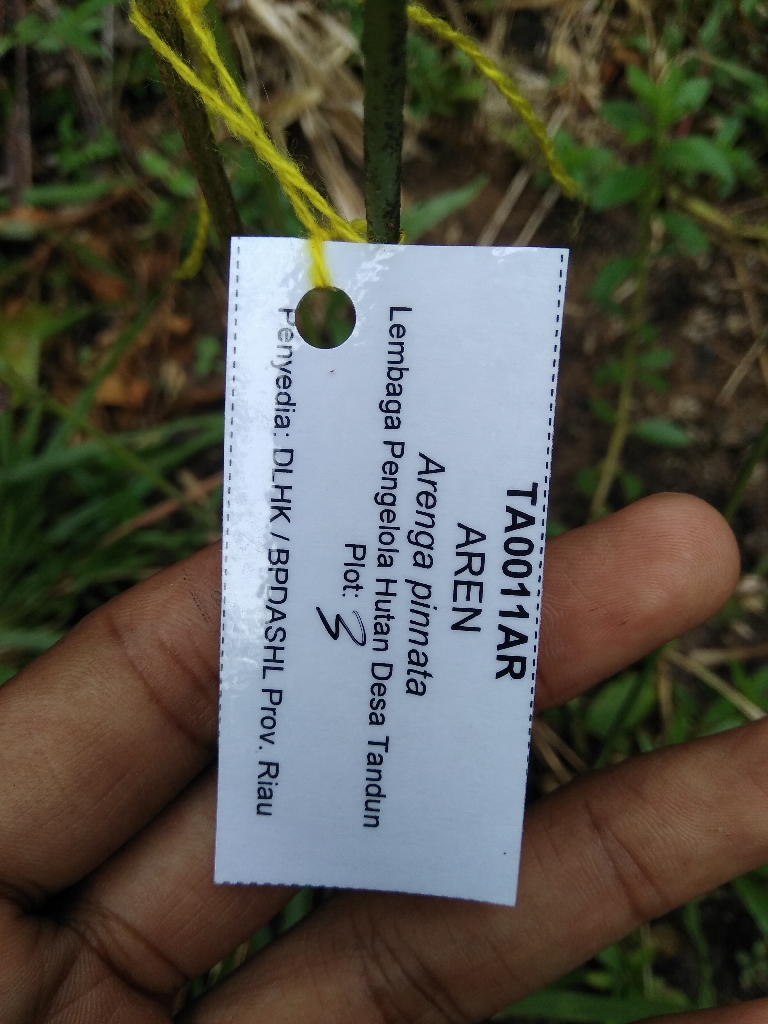 TA0011AR
AREN
Arenga pinnata
Lembaga Pengelola Hutan Desa Tandun
Plot: 3
Penyedia: DLHK / BPDASHL Prov. Riau